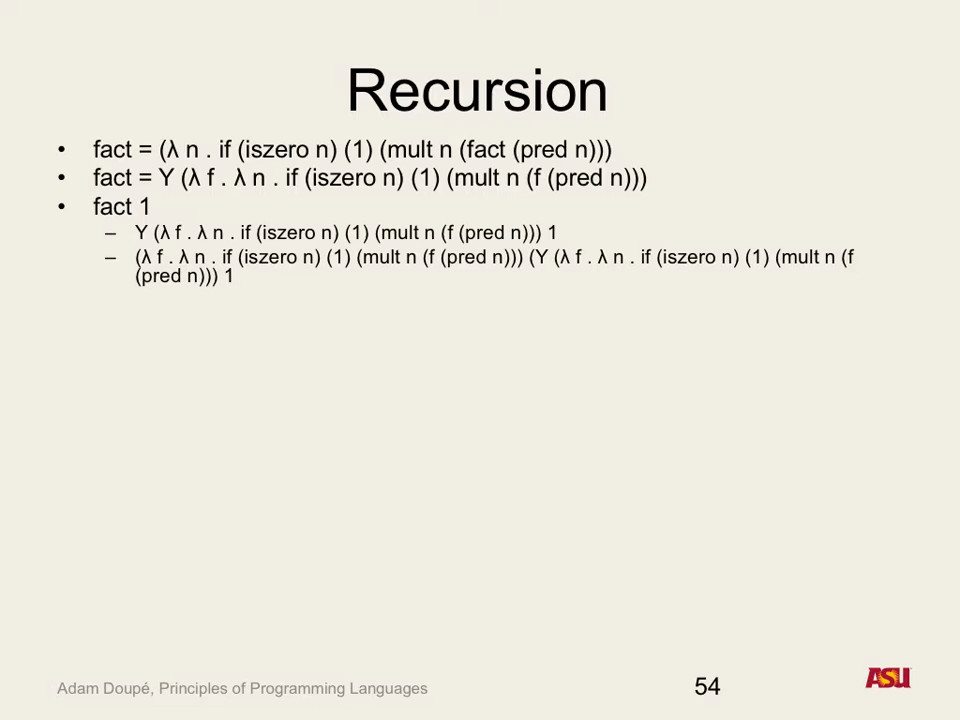 Recursion
• fact = (λ n . if (iszero n) (1) (mult n (fact (pred n)))
• fact = Y (λ f . λ n . if (iszero n) (1) (mult n (f (pred n)))
• fact 1
– Y (λ f . λ n . if (iszero n) (1) (mult n (f (pred n))) 1
– (λ f . λ n . if (iszero n) (1) (mult n (f (pred n))) (Y (λ f . λ n . if (iszero n) (1) (mult n (f
(pred n))) 1
Adam Doupé, Principles of Programming Languages
54
ASU